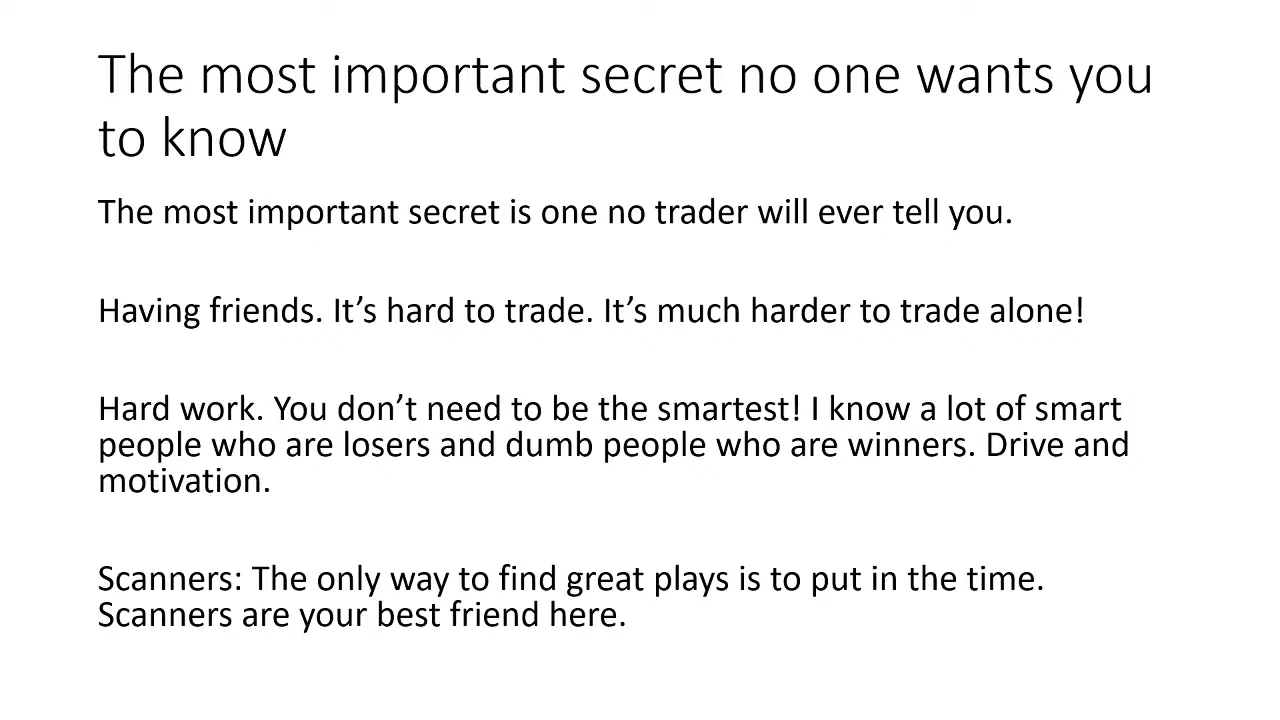 The most important secret no one wants you
to know
The most important secret is one no trader will ever tell you.
Having friends. It’s hard to trade. It’s much harder to trade alone!
Hard work. You don’t need to be the smartest! I know a lot of smart
people who are losers and dumb people who are winners. Drive and
motivation.
Scanners: The only way to find great plays is to put in the time.
Scanners are your best friend here.